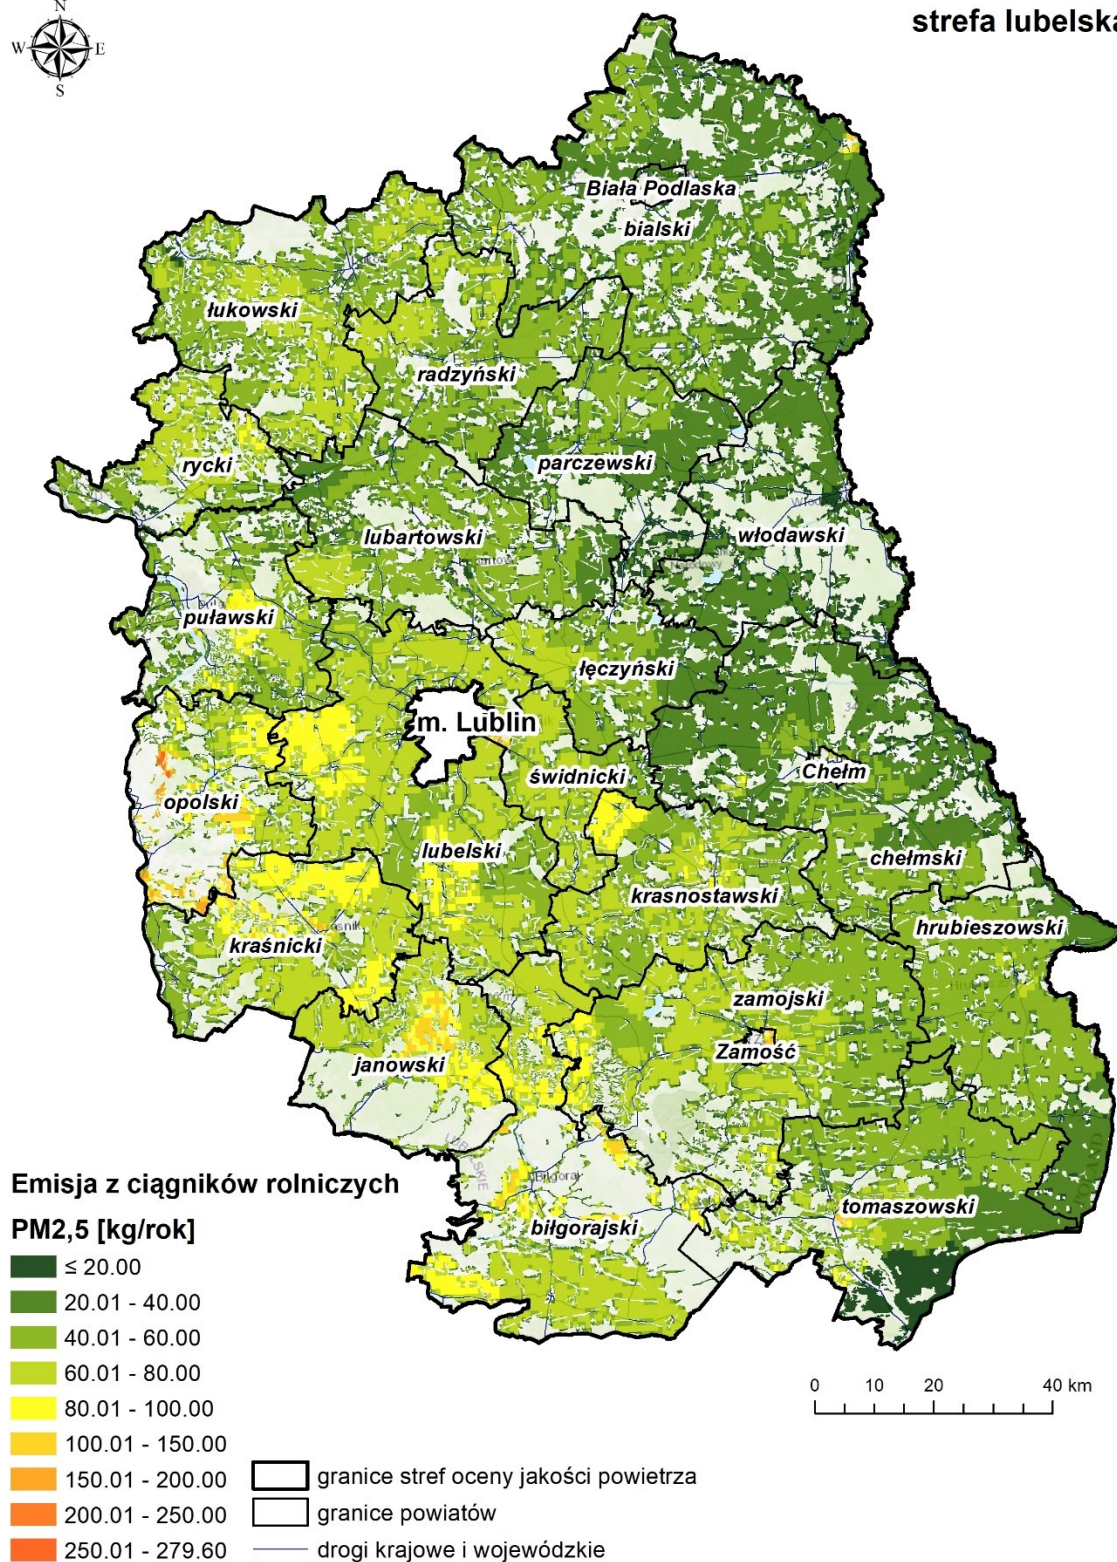 N
W E
S
strefa lubelska
Biała Podlaska
bialski
łukowski
radzyński
rycki
parczewski
lubartowski
włodawski
puławski
łęczyński
m. Lublin
świdnicki
Chełm
opolski
lubelski
chełmski
krasnostawski
kraśnicki
hrubieszowski
zamojski
Zamość
janowski
Biłgoraj
tomaszowski
biłgorajski
Emisja z ciągników rolniczych
PM2,5 [kg/rok]
≤ 20.00
20.01 - 40.00
40.01 - 60.00
60.01 - 80.00
80.01 - 100.00
100.01 - 150.00
150.01 - 200.00
200.01 - 250.00
250.01 - 279.60
0 10 20 40 km
granice stref oceny jakości powietrza
granice powiatów
drogi krajowe i wojewódzkie